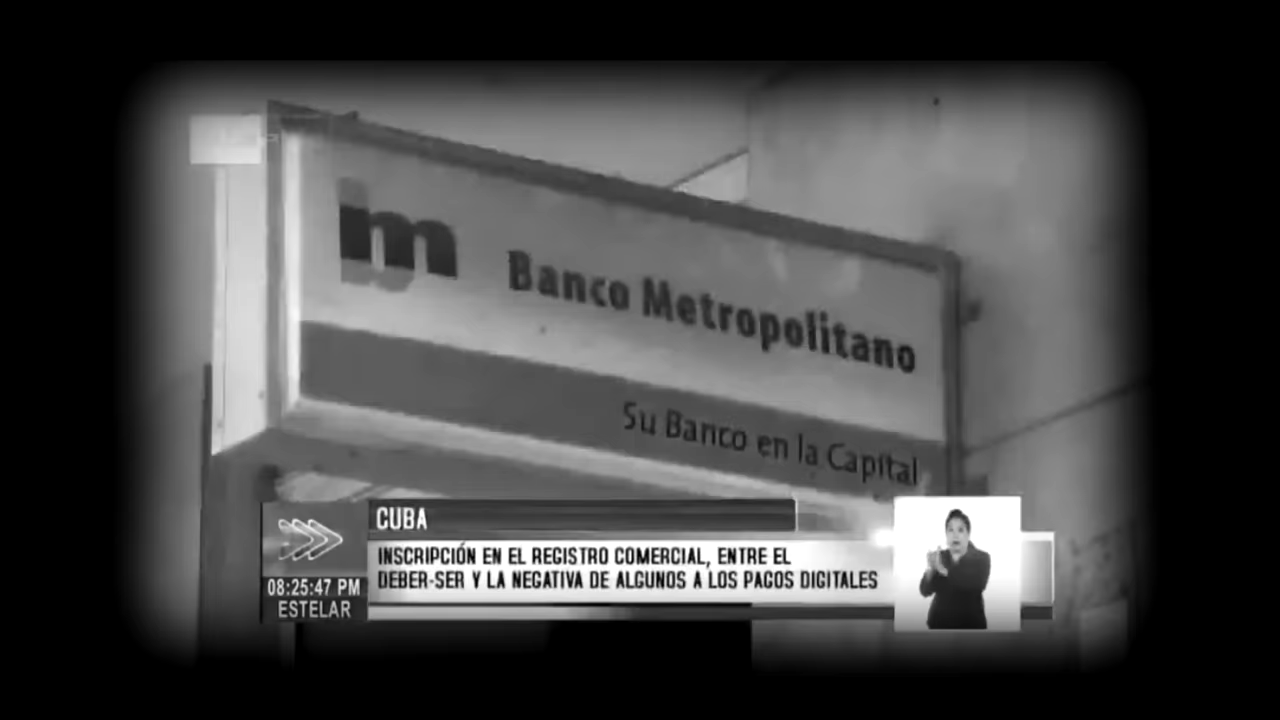 bm
Banco Metropolitano
Su Banco en la Capital
CUBA
INSCRIPCIÓN EN EL REGISTRO COMERCIAL, ENTRE EL
DEBER-SER Y LA NEGATIVA DE ALGUNOS A LOS PAGOS DIGITALES
08:25:47 PM
ESTELAR